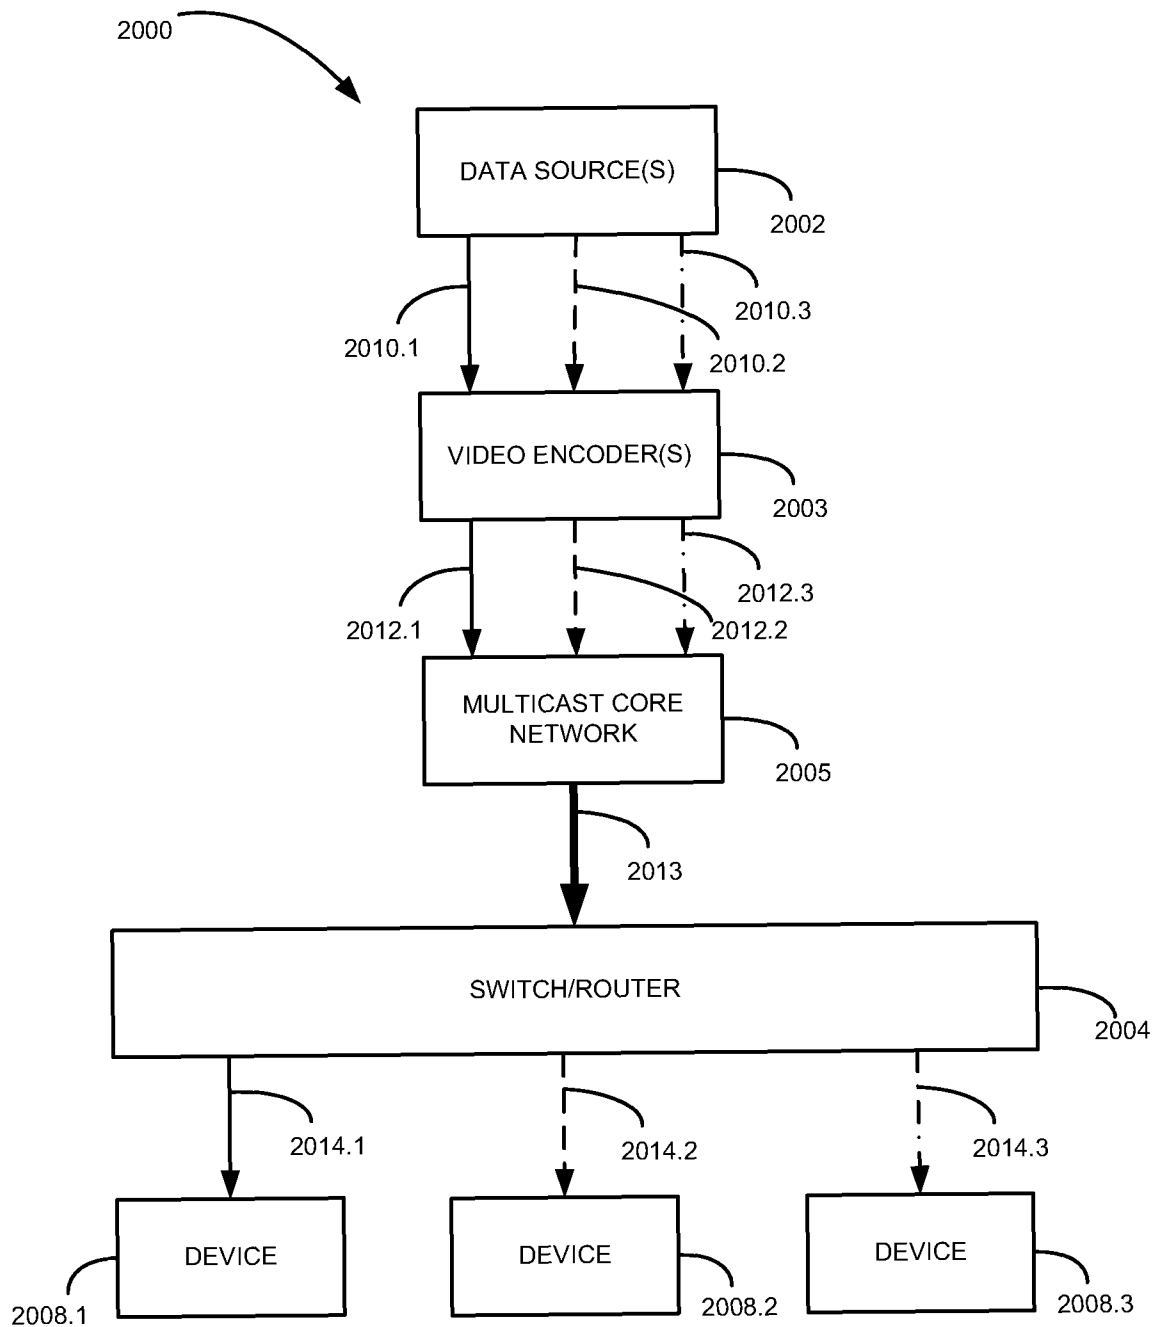 2000
DATA SOURCE(S)
2002
2010.3
2010.1
2010.2
VIDEO ENCODER(S)
2003
2012.3
2012.1
2012.2
MULTICAST CORE
NETWORK
2005
2013
SWITCH/ROUTER
2004
2014.1
2014.2
2014.3
DEVICE
DEVICE
DEVICE
2008.1
2008.2
2008.3